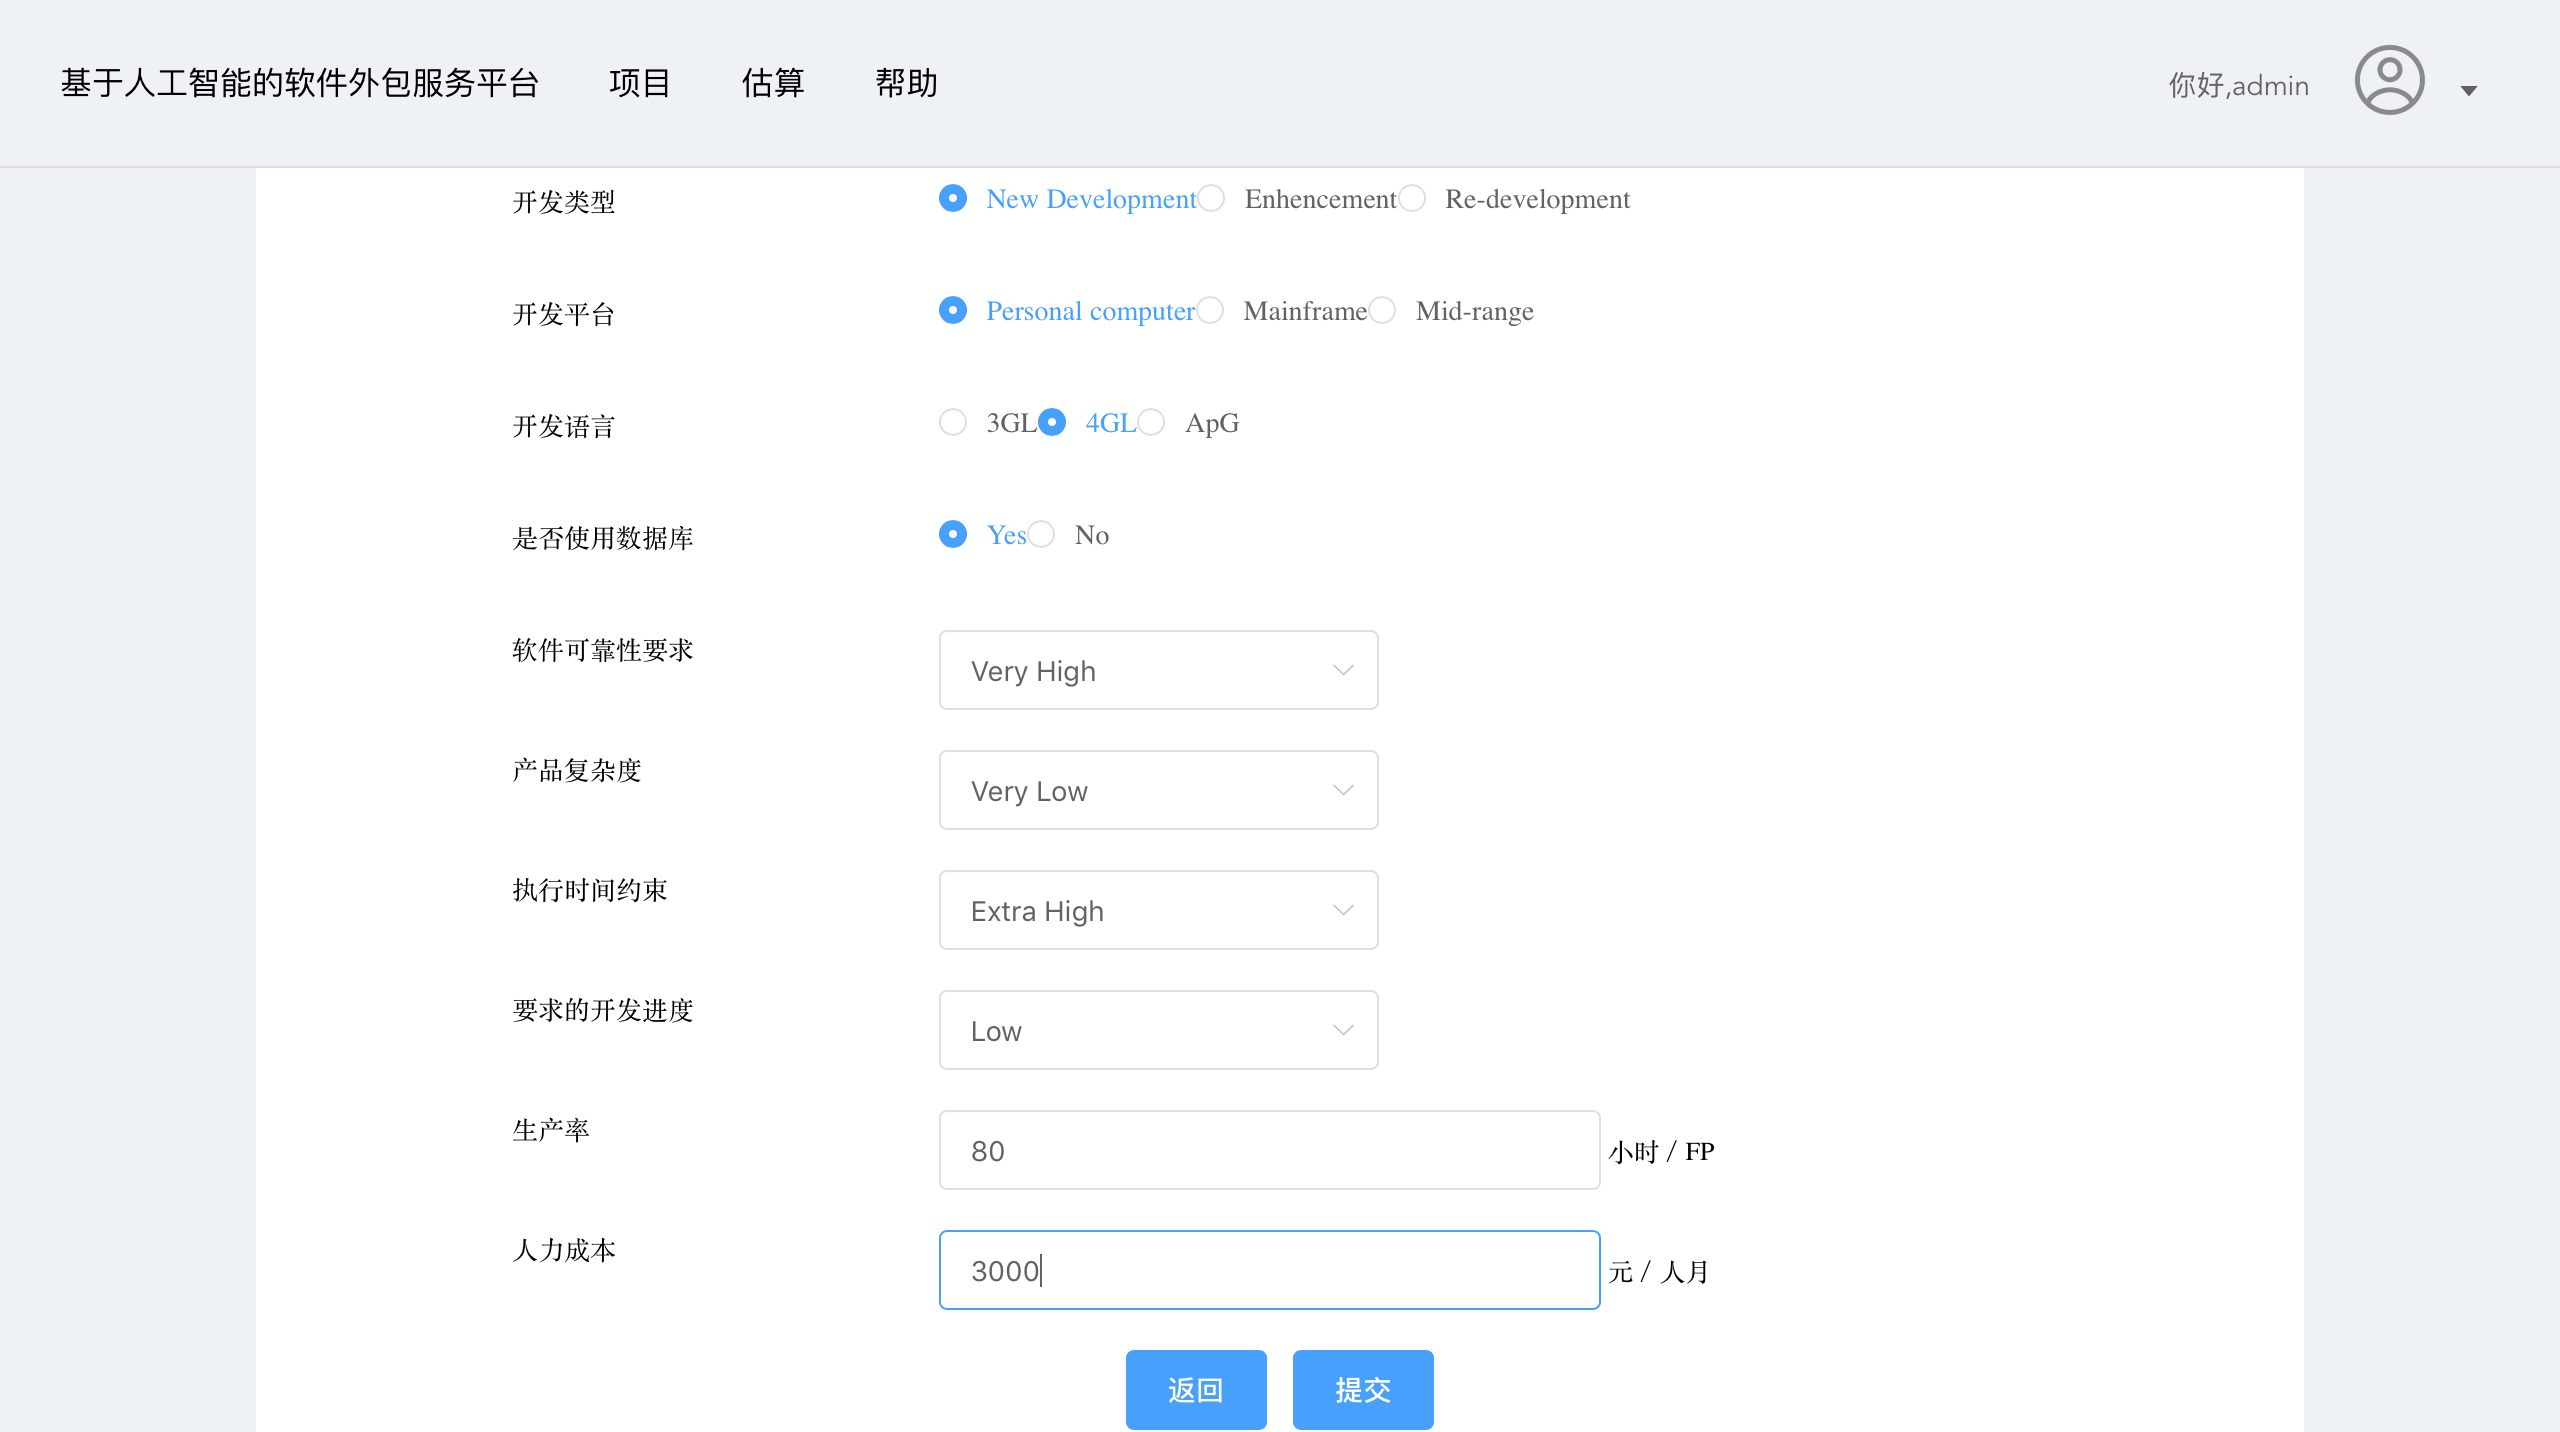 基于人工智能的软件外包服务平台 项目 估算 帮助 你好,admin
开发类型 New Development Enhencement Re-development
开发平台 Personal computer Mainframe Mid-range
开发语言 3GL 4GL ApG
是否使用数据库 Yes No
软件可靠性要求 Very High
产品复杂度 Very Low
执行时间约束 Extra High
要求的开发进度 Low
生产率 80 小时 / FP
人力成本 3000 元 / 人月
返回 提交